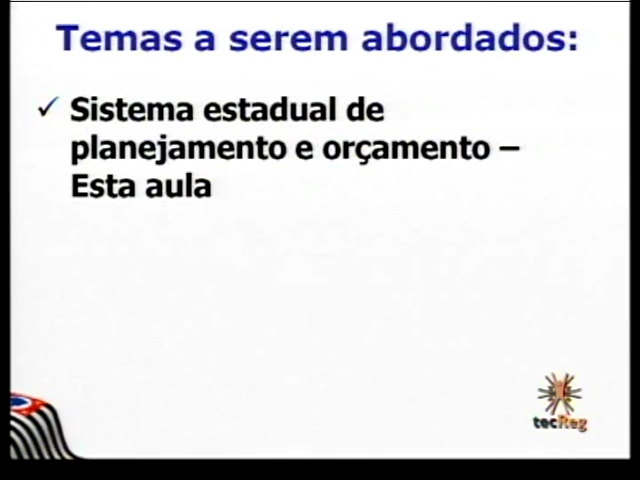 Temas a serem abordados:
✓ Sistema estadual de
planejamento e orçamento –
Esta aula
tecReg